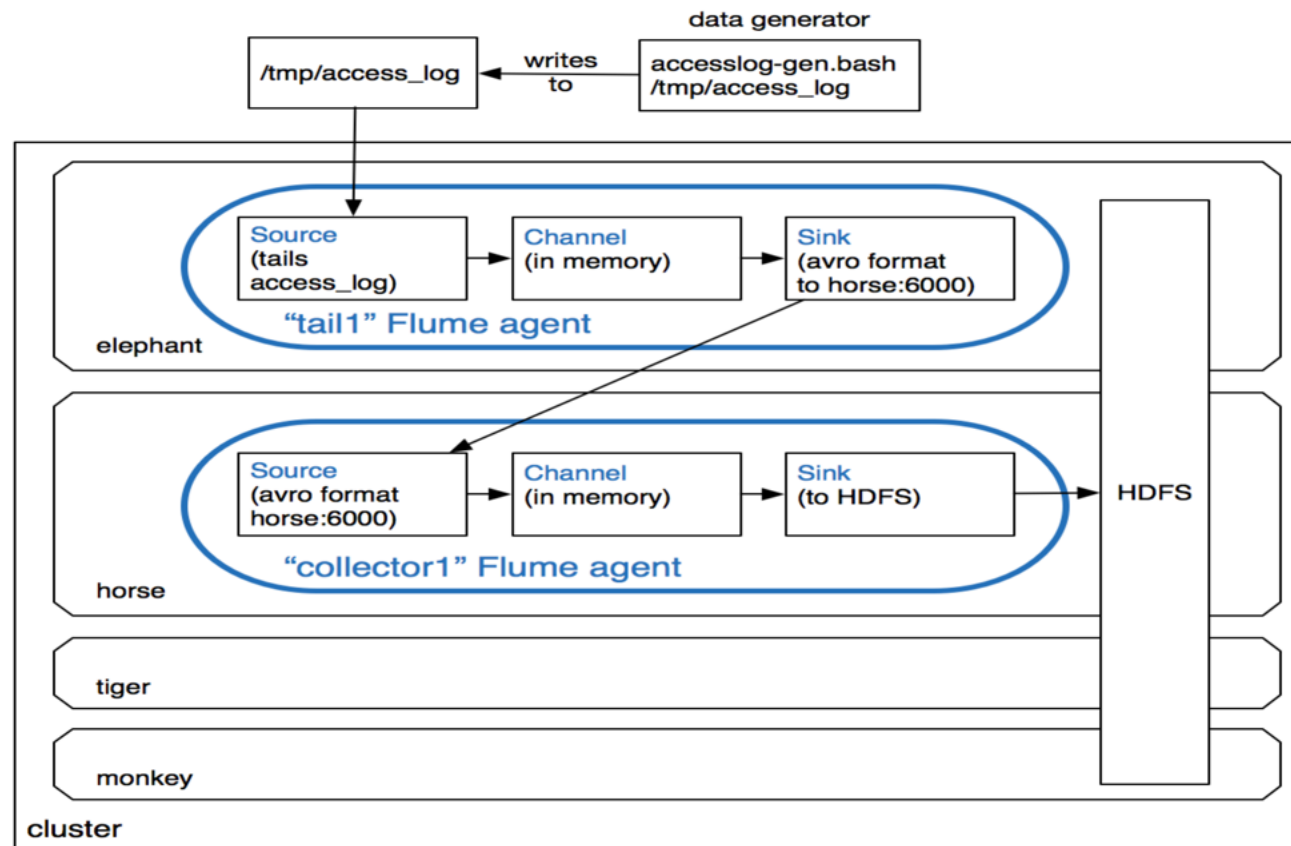 data generator
/tmp/access_log
writes
to
accesslog-gen.bash
/tmp/access_log
Source
(tails
access_log)
Channel
(in memory)
Sink
(avro format
to horse:6000)
“tail1” Flume agent
elephant
Source
(avro format
horse:6000)
Channel
(in memory)
Sink
(to HDFS)
HDFS
“collector1” Flume agent
horse
tiger
monkey
cluster